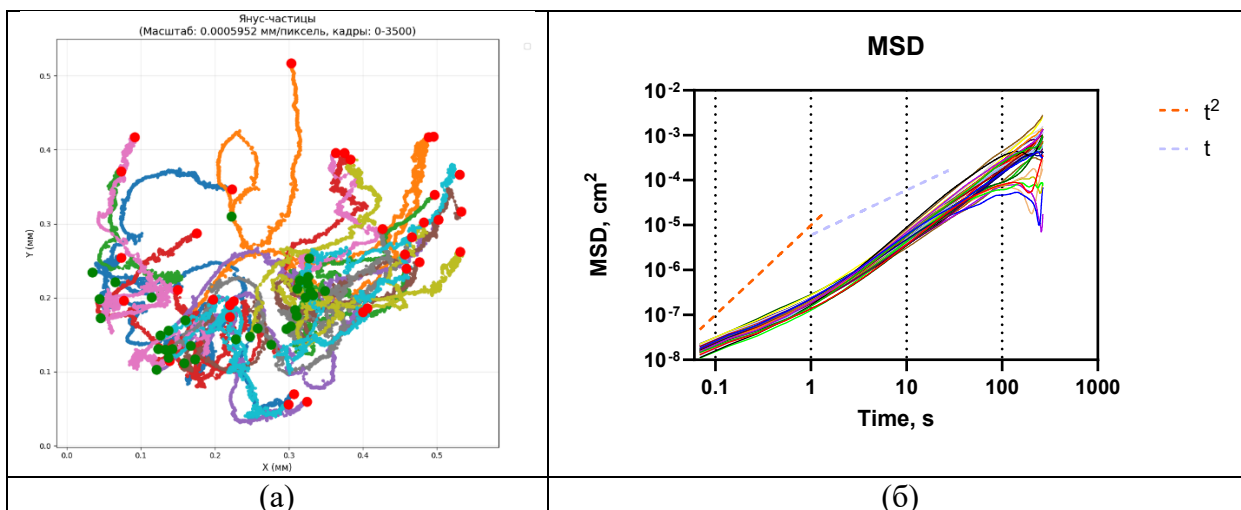 Янус-частицы
(Масштаб: 0.0005952 мм/пиксель, кадры: 0-3500)
Y (мм)
0.5
0.4
0.3
0.2
0.1
0.0
0.0 0.1 0.2 0.3 0.4 0.5
X (мм)
(а)
MSD
MSD, cm²
10⁻²
10⁻³
10⁻⁴
10⁻⁵
10⁻⁶
10⁻⁷
10⁻⁸
0.1 1 10 100 1000
Time, s
t²
t
(б)